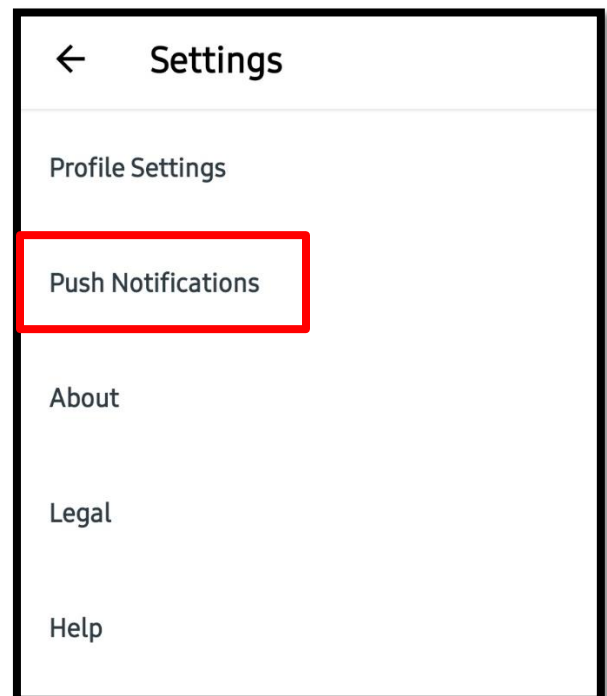 Settings
Profile Settings
Push Notifications
About
Legal
Help